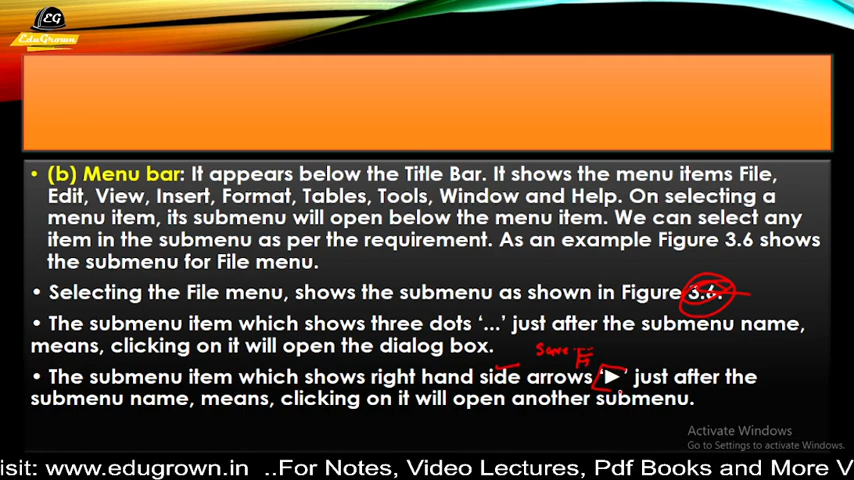 EG
EduGrown
• (b) Menu bar: It appears below the Title Bar. It shows the menu items File,
Edit, View, Insert, Format, Tables, Tools, Window and Help. On selecting a
menu item, its submenu will open below the menu item. We can select any
item in the submenu as per the requirement. As an example Figure 3.6 shows
the submenu for File menu.
• Selecting the File menu, shows the submenu as shown in Figure 3.6.
• The submenu item which shows three dots ‘...’ just after the submenu name,
means, clicking on it will open the dialog box.
Save
• The submenu item which shows right hand side arrows ‘►’ just after the
submenu name, means, clicking on it will open another submenu.
Activate Windows
Go to Settings to activate Windows.
isit: www.edugrown.in ..For Notes, Video Lectures, Pdf Books and More V